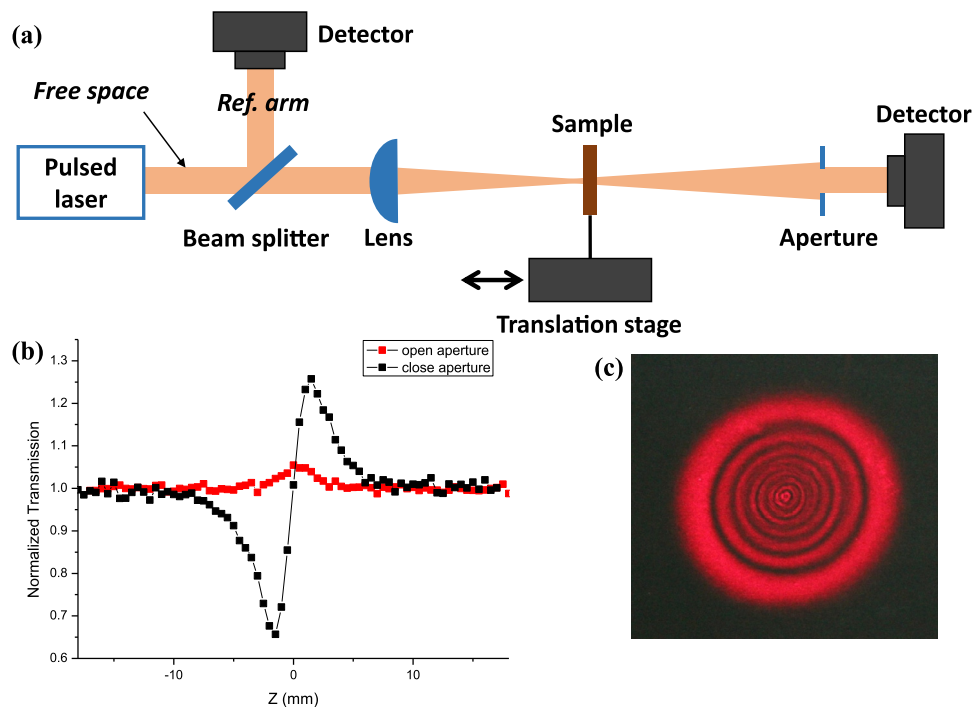 (a)
Detector
Free space
Ref. arm
Sample
Detector
Pulsed
laser
Beam splitter
Lens
Aperture
Translation stage
(b)
open aperture
close aperture
1.3
1.2
1.1
1.0
0.9
0.8
0.7
0.6
Normalized Transmission
-10
0
10
Z (mm)
(c)